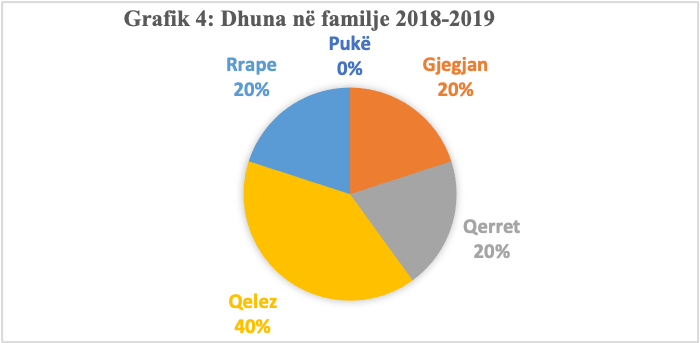 Grafik 4: Dhuna në familje 2018-2019
Pukë
0%
Rrape
20%
Gjegjan
20%
Qerret
20%
Qelez
40%